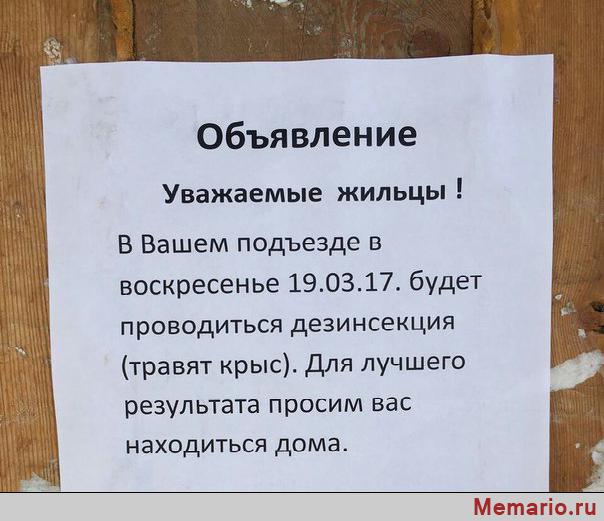 Объявление
Уважаемые жильцы !
В Вашем подъезде в
воскресенье 19.03.17. будет
проводиться дезинсекция
(травят крыс). Для лучшего
результата просим вас
находиться дома.
Memario.ru